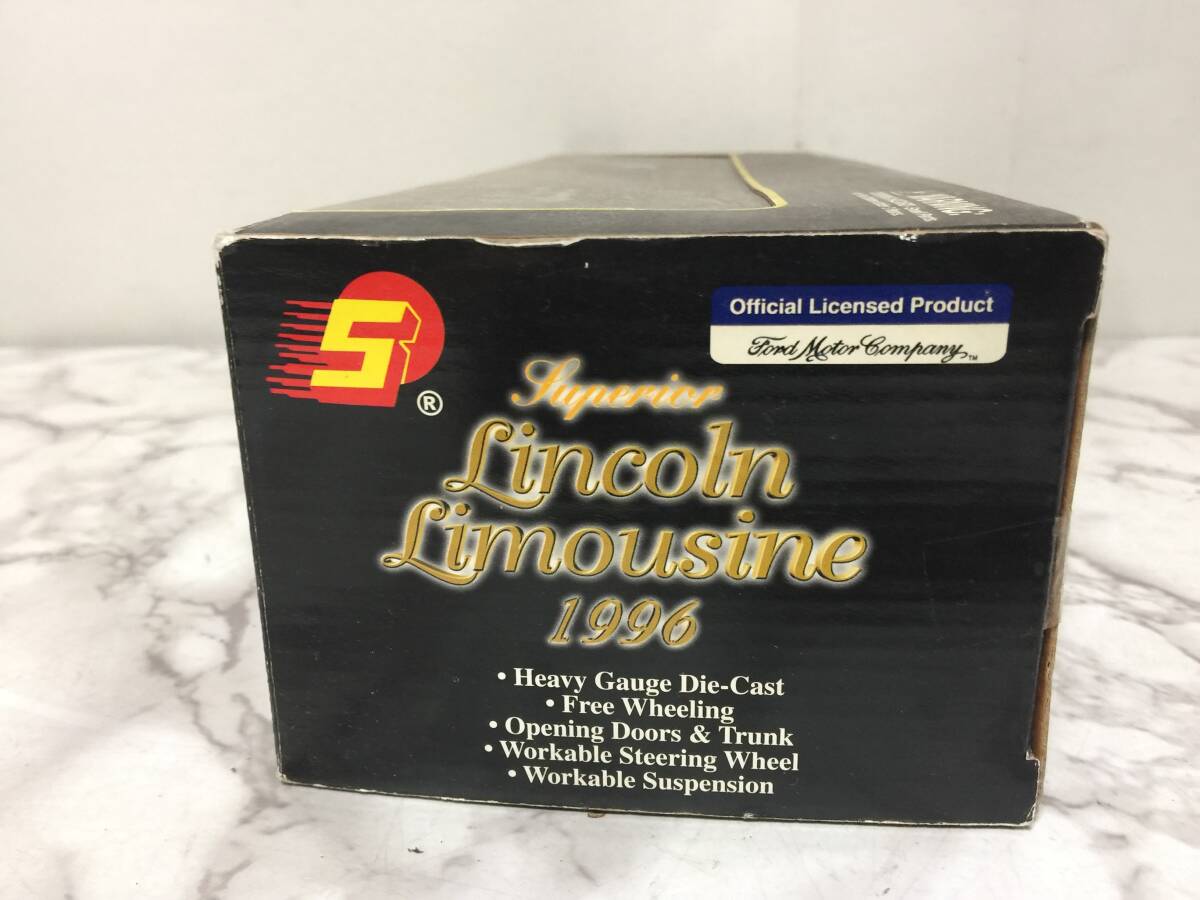 S
®
Official Licensed Product
Ford Motor Company™
Superior
Lincoln
Limousine
1996
• Heavy Gauge Die-Cast
• Free Wheeling
• Opening Doors & Trunk
• Workable Steering Wheel
• Workable Suspension